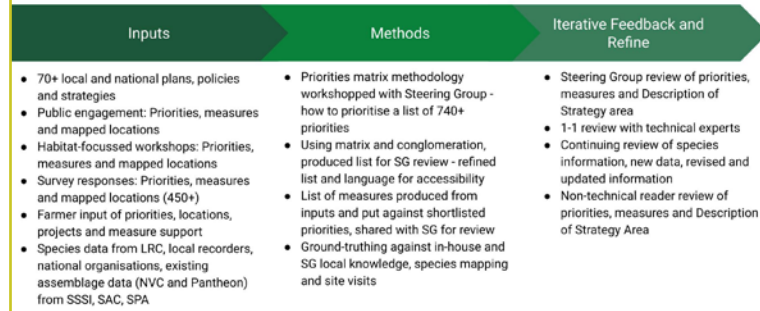 Inputs
Methods
Iterative Feedback and
Refine
● 70+ local and national plans, policies
and strategies
● Public engagement: Priorities, measures
and mapped locations
● Habitat-focussed workshops: Priorities,
measures and mapped locations
● Survey responses: Priorities, measures
and mapped locations (450+)
● Farmer input of priorities, locations,
projects and measure support
● Species data from LRC, local recorders,
national organisations, existing
assemblage data (NVC and Pantheon)
from SSSI, SAC, SPA
● Priorities matrix methodology
workshopped with Steering Group -
how to prioritise a list of 740+
priorities
● Using matrix and conglomeration,
produced list for SG review - refined
list and language for accessibility
● List of measures produced from
inputs and put against shortlisted
priorities, shared with SG for review
● Ground-truthing against in-house and
SG local knowledge, species mapping
and site visits
● Steering Group review of priorities,
measures and Description of
Strategy area
● 1-1 review with technical experts
● Continuing review of species
information, new data, revised and
updated information
● Non-technical reader review of
priorities, measures and Description
of Strategy Area